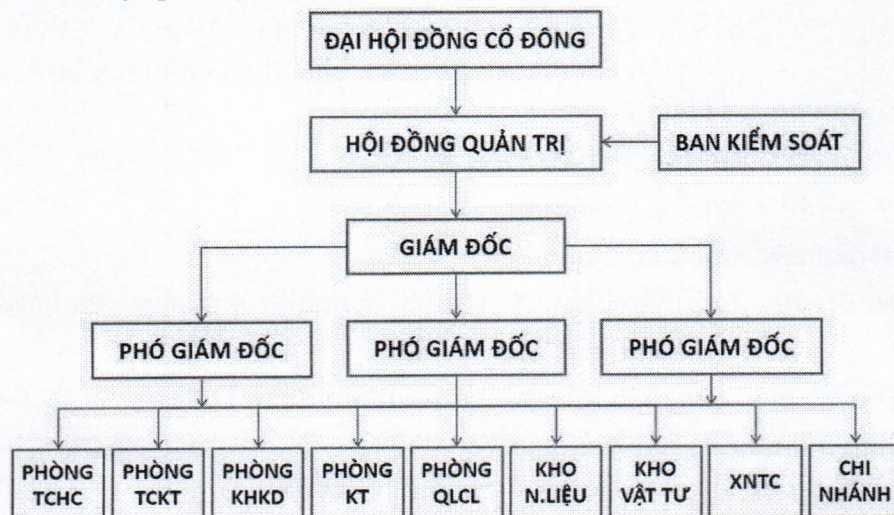 ĐẠI HỘI ĐỒNG CỔ ĐÔNG
HỘI ĐỒNG QUẢN TRỊ
BAN KIỂM SOÁT
GIÁM ĐỐC
PHÓ GIÁM ĐỐC
PHÓ GIÁM ĐỐC
PHÓ GIÁM ĐỐC
PHÒNG
TCHC
PHÒNG
TCKT
PHÒNG
KHKD
PHÒNG
KT
PHÒNG
QLCL
KHO
N.LIỆU
KHO
VẬT TƯ
XNTC
CHI
NHÁNH